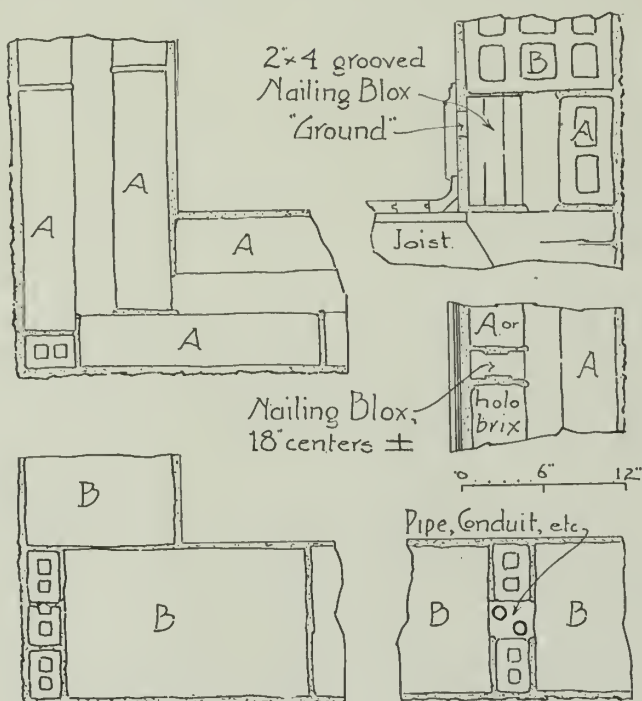 2"×4 grooved
Nailing Blox
"Ground"
B
A
Joist.
A
A
A
A
A or
holo
brix
A
Nailing Blox,
18" centers ±
0 6" 12"
B
B
Pipe, Conduit, etc,
B
B